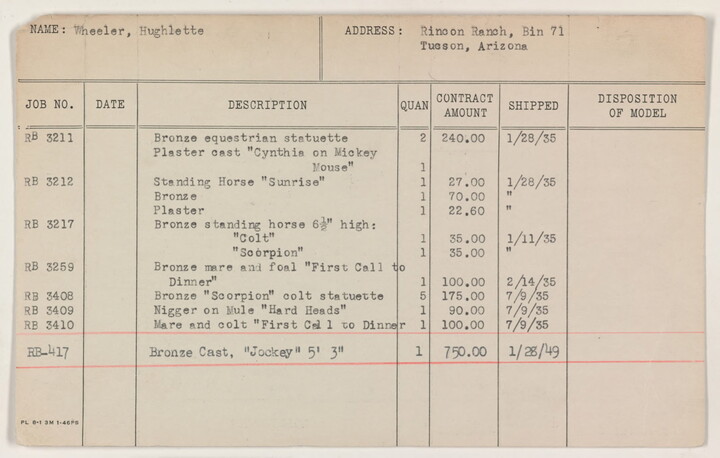 NAME: Wheeler, Hughlette
ADDRESS: Rincon Ranch, Bin 71
Tucson, Arizona
JOB NO. DATE DESCRIPTION QUAN CONTRACT AMOUNT SHIPPED DISPOSITION OF MODEL
RB 3211 Bronze equestrian statuette 2 240.00 1/28/35
Plaster cast "Cynthia on Mickey
Mouse" 1
RB 3212 Standing Horse "Sunrise" 1 27.00 1/28/35
Bronze 1 70.00 "
Plaster 1 22.60 "
RB 3217 Bronze standing horse 6½" high:
"Colt" 1 35.00 1/11/35
"Scorpion" 1 35.00 "
RB 3259 Bronze mare and foal "First Call to
Dinner" 1 100.00 2/14/35
RB 3408 Bronze "Scorpion" colt statuette 5 175.00 7/9/35
RB 3409 Nigger on Mule "Hard Heads" 1 90.00 7/9/35
RB 3410 Mare and colt "First Call to Dinner 1 100.00 7/9/35
RB-417 Bronze Cast, "Jockey" 5' 3" 1 750.00 1/28/49